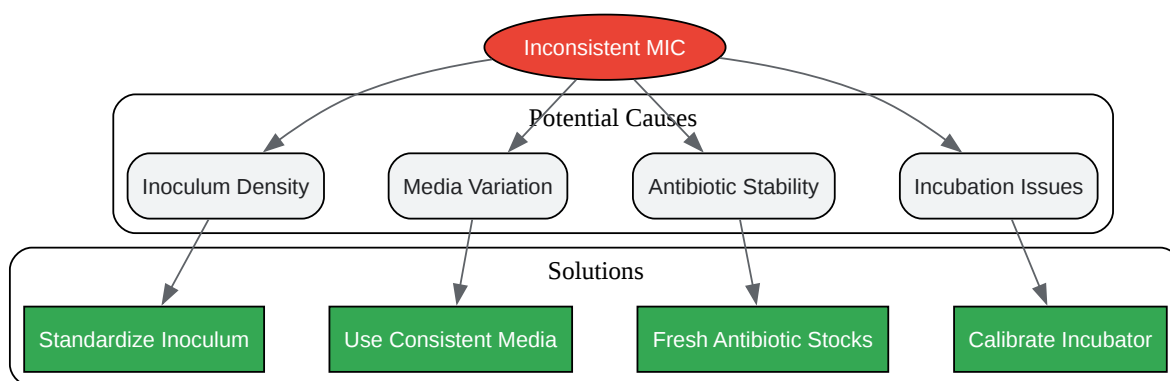 Inconsistent MIC
Potential Causes
Inoculum Density
Media Variation
Antibiotic Stability
Incubation Issues
Solutions
Standardize Inoculum
Use Consistent Media
Fresh Antibiotic Stocks
Calibrate Incubator